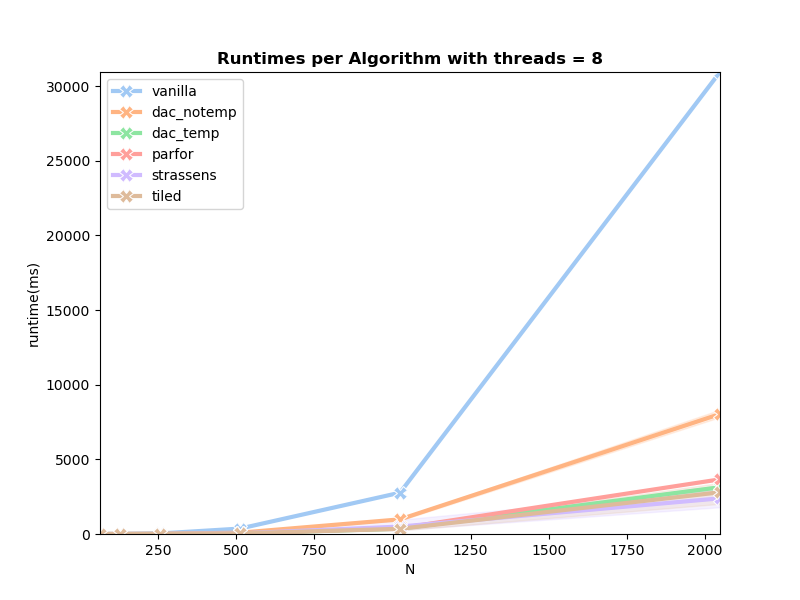 Runtimes per Algorithm with threads = 8
30000
25000
20000
15000
10000
5000
0
runtime(ms)
vanilla
dac_notemp
dac_temp
parfor
strassens
tiled
250
500
750
1000
1250
1500
1750
2000
N